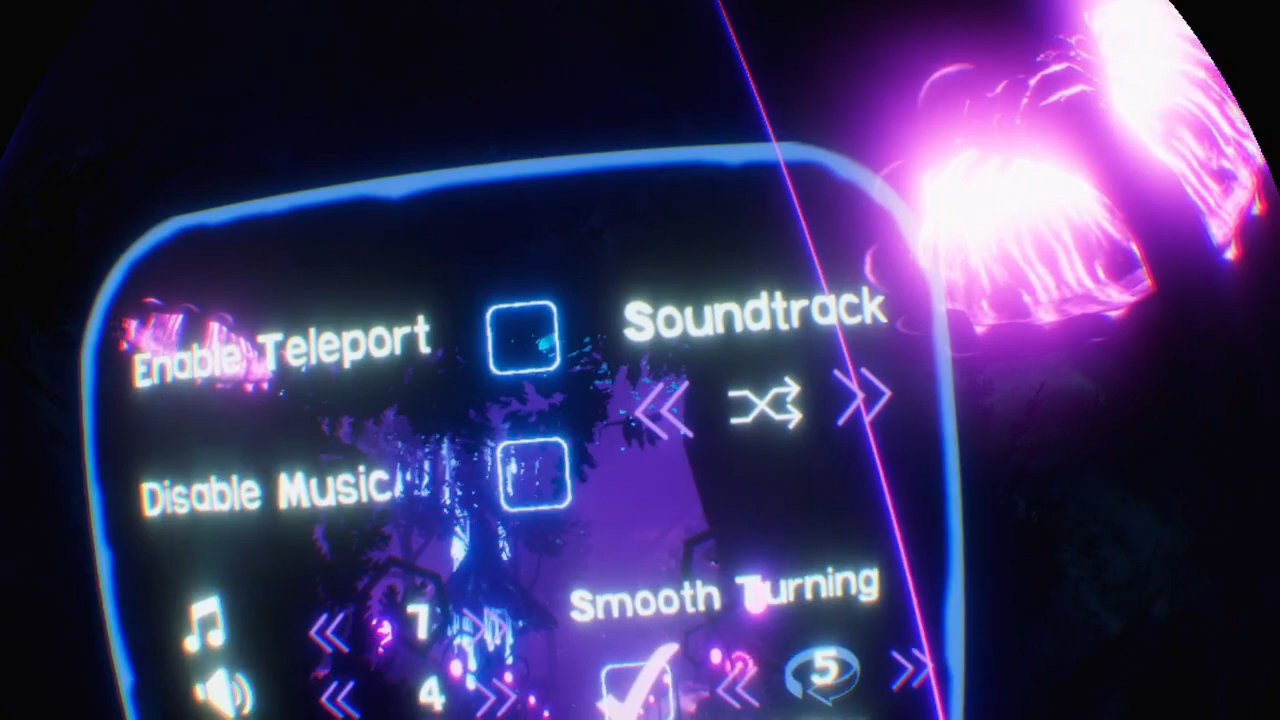 Enable Teleport
Soundtrack
Disable Music
Smooth Turning
7
4
5